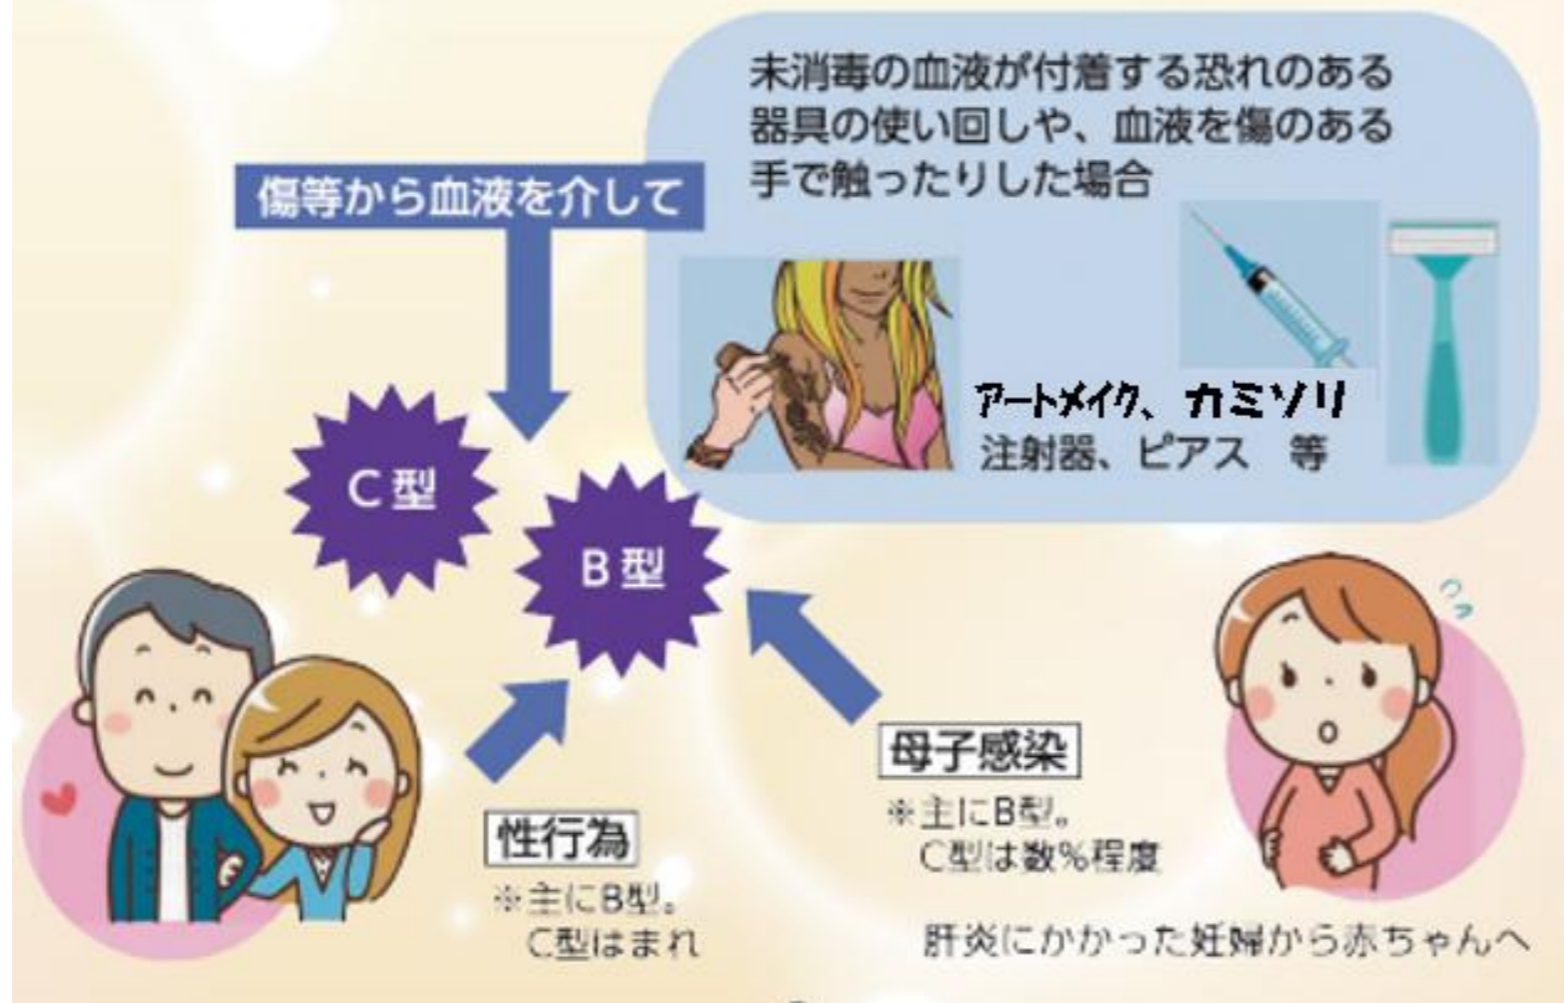 未消毒の血液が付着する恐れのある
器具の使い回しや、血液を傷のある
手で触ったりした場合
傷等から血液を介して
アートメイク、カミソリ
注射器、ピアス 等
C型
B型
母子感染
※主にB型。
C型は数%程度
肝炎にかかった妊婦から赤ちゃんへ
性行為
※主にB型。
C型はまれ